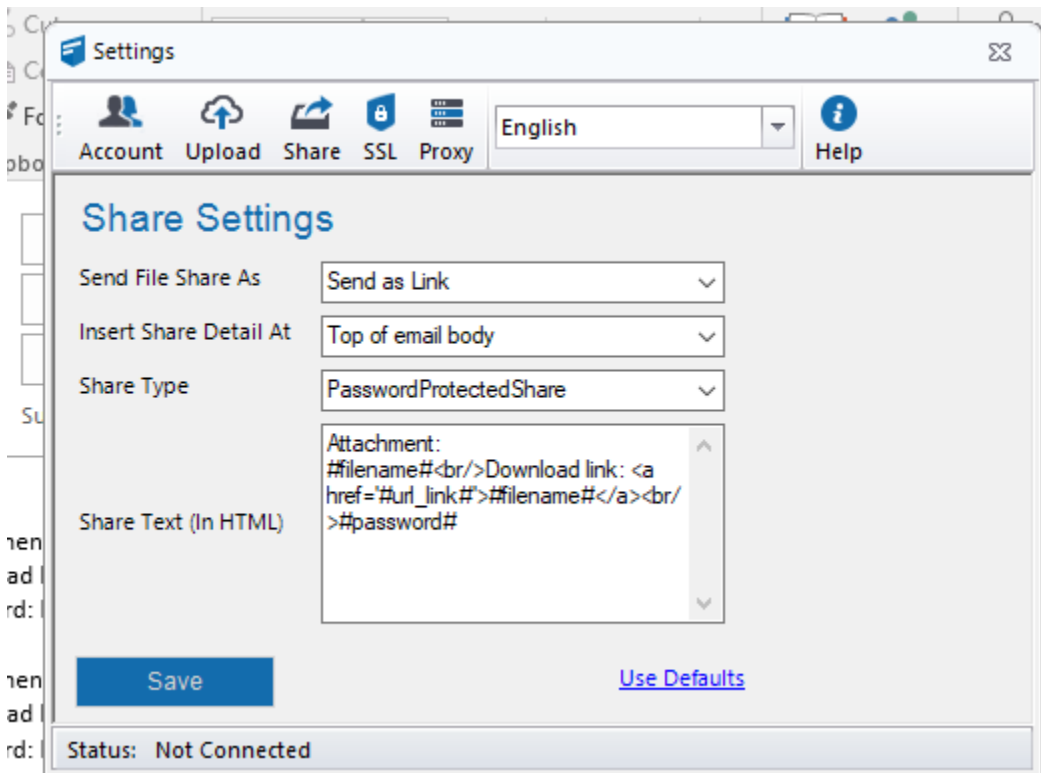 Settings
Account Upload Share SSL Proxy English Help
Share Settings
Send File Share As Send as Link
Insert Share Detail At Top of email body
Share Type PasswordProtectedShare
Attachment:
#filename#<br/>Download link: <a
href='#url_link#'>#filename#</a><br/
>#password#
Share Text (In HTML)
Save Use Defaults
Status: Not Connected